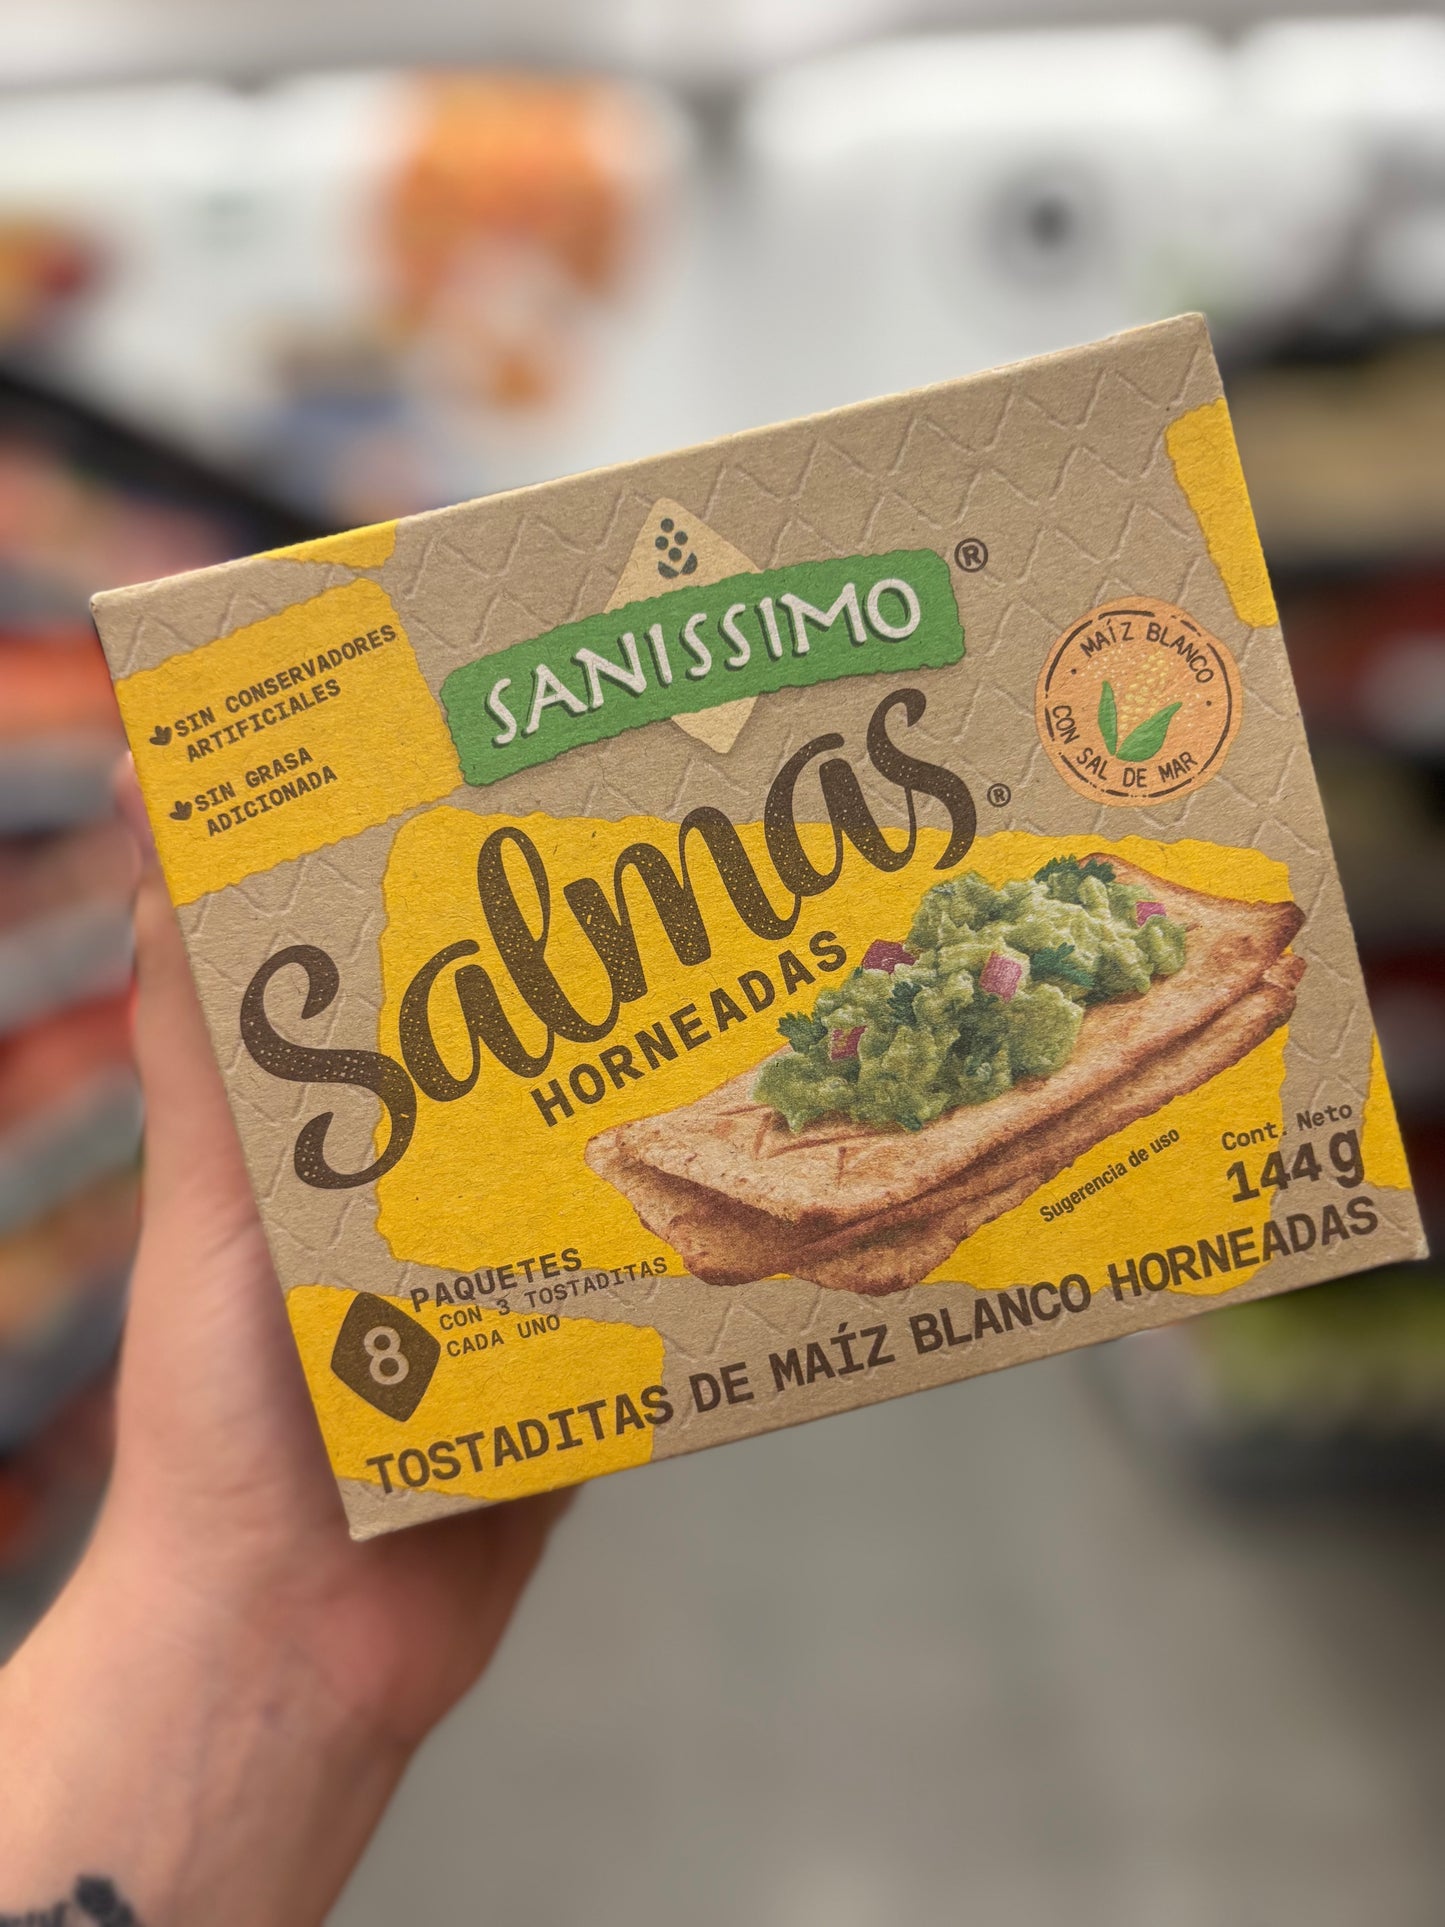 SANISSIMO®
MAÍZ BLANCO
CON SAL DE MAR
SIN CONSERVADORES
ARTIFICIALES
SIN GRASA
ADICIONADA
Salmas®
HORNEADAS
Sugerencia de uso
Cont. Neto
144g
8
PAQUETES
CON 3 TOSTADITAS
CADA UNO
TOSTADITAS DE MAÍZ BLANCO HORNEADAS